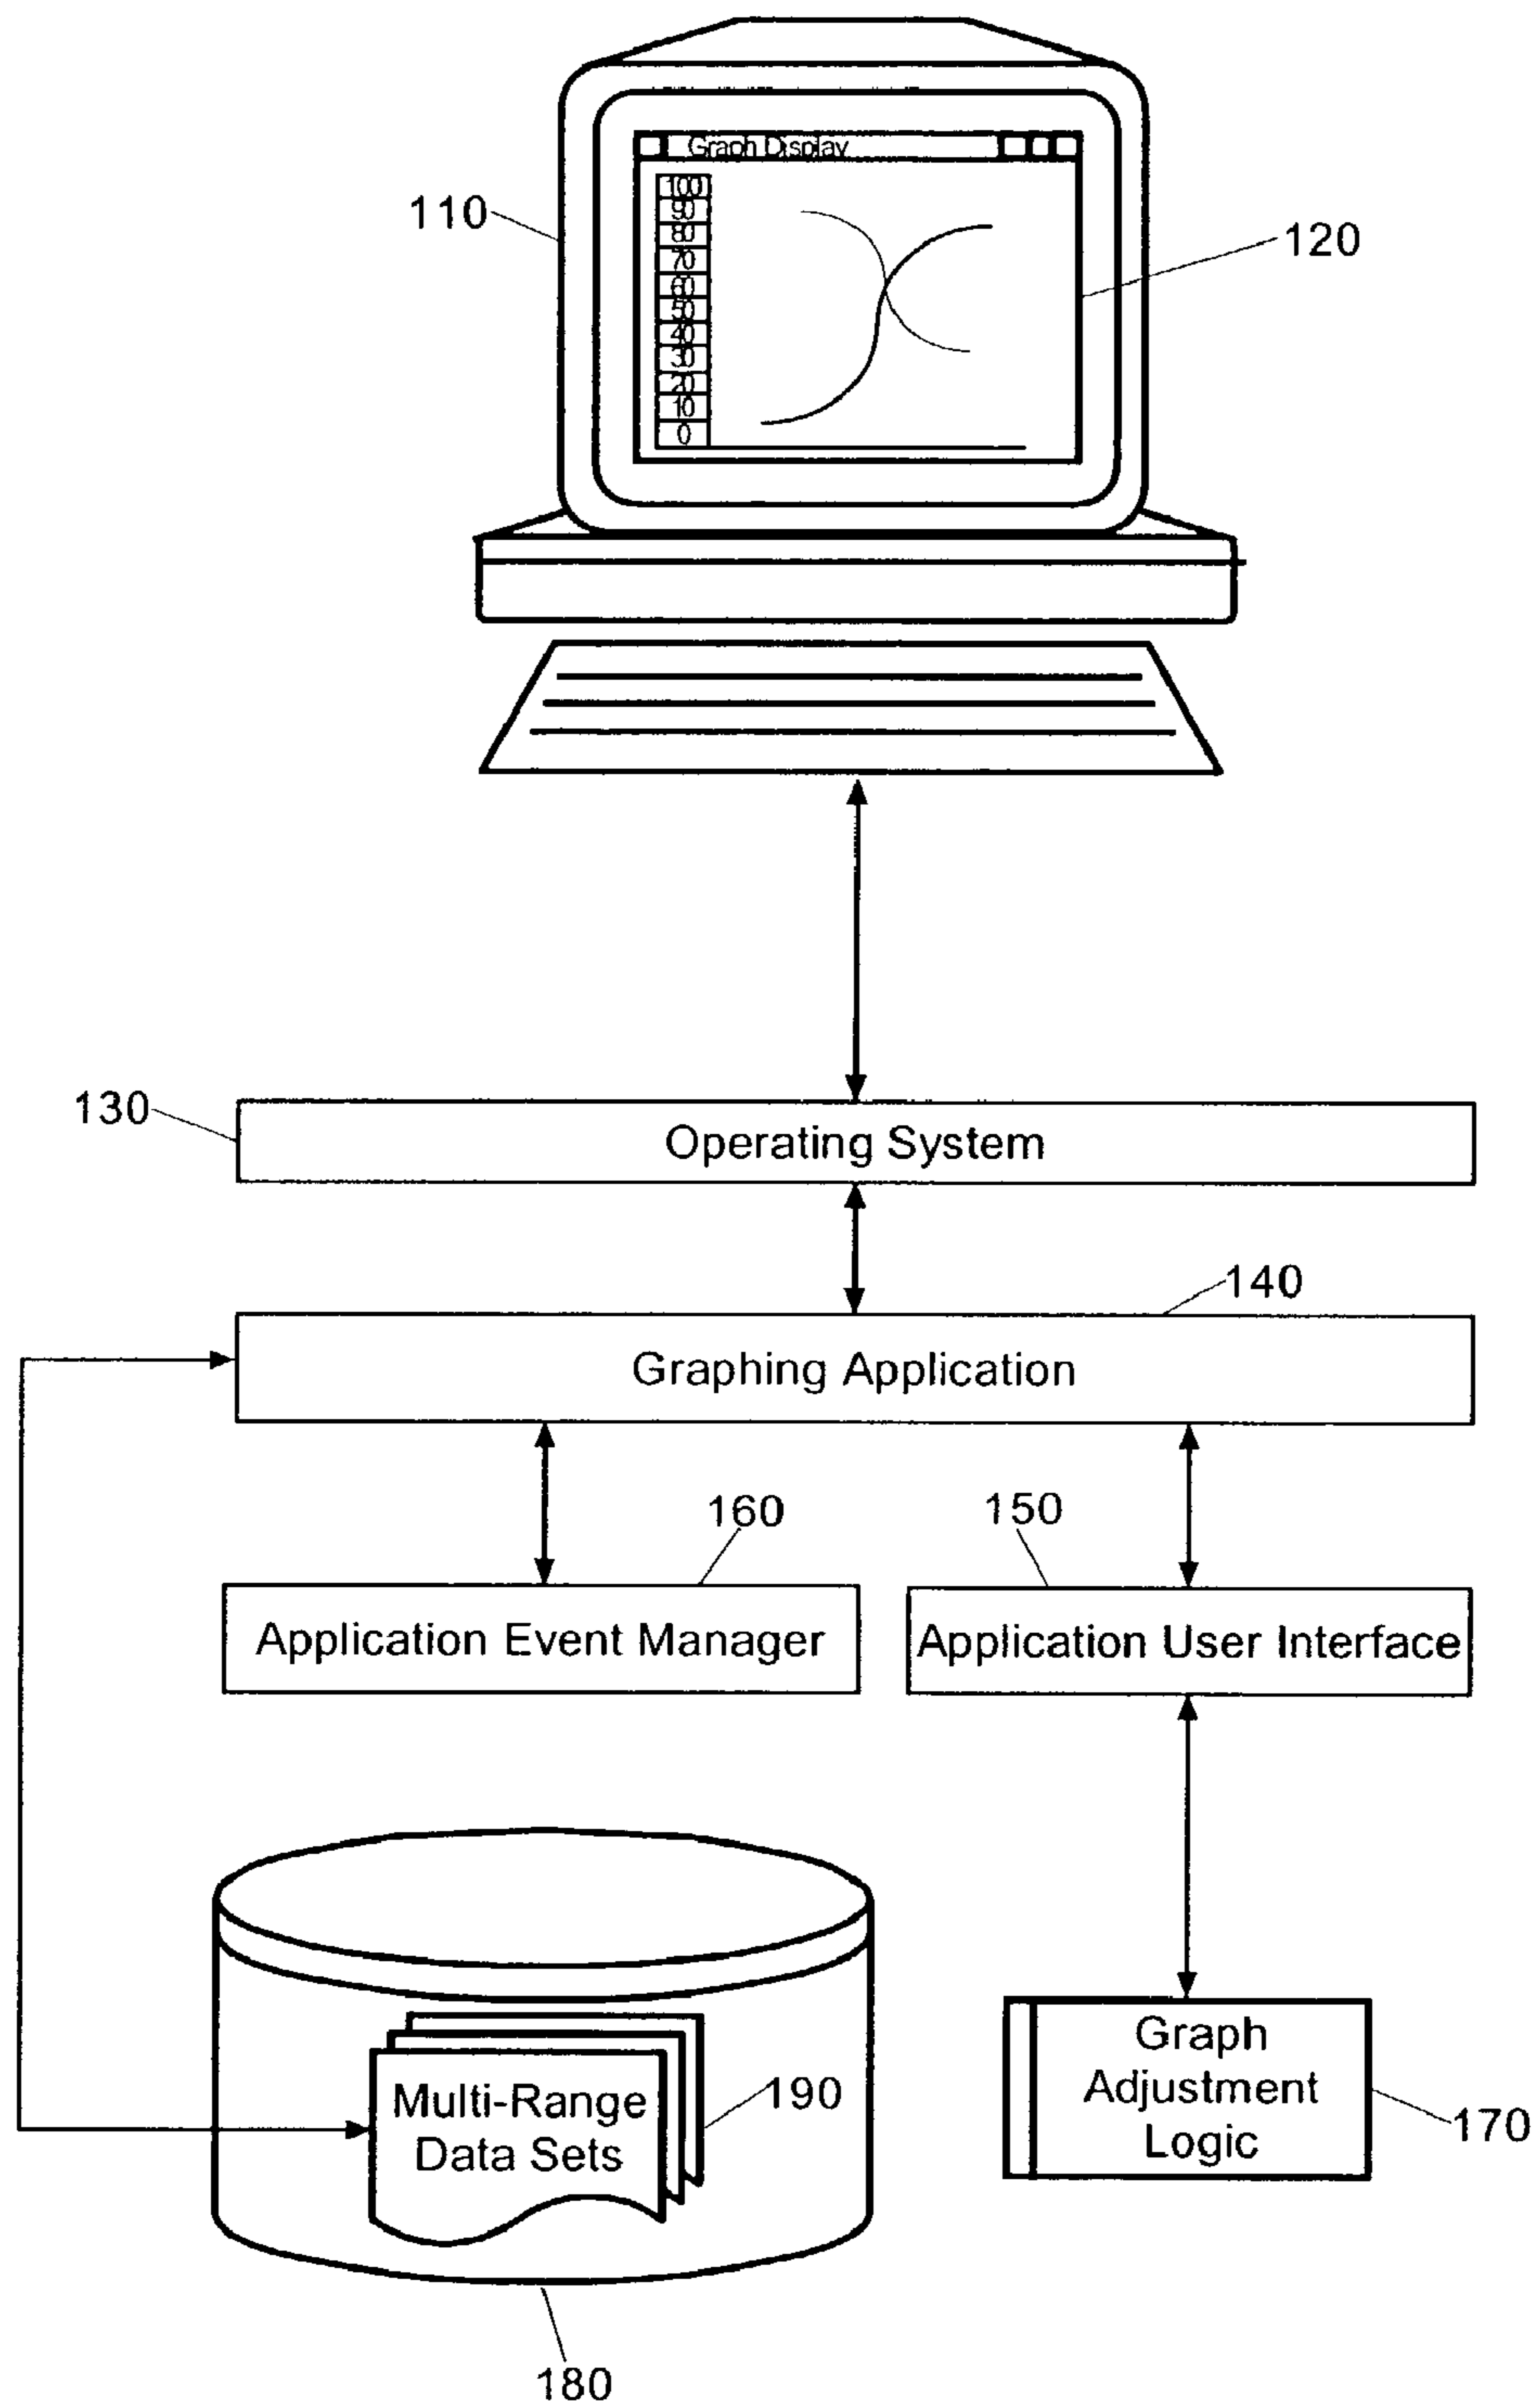 Graph Display
100
90
80
70
60
50
40
30
20
10
0
110
120
130
Operating System
140
Graphing Application
160
150
Application Event Manager
Application User Interface
Multi-Range
Data Sets
190
Graph
Adjustment
Logic
170
180